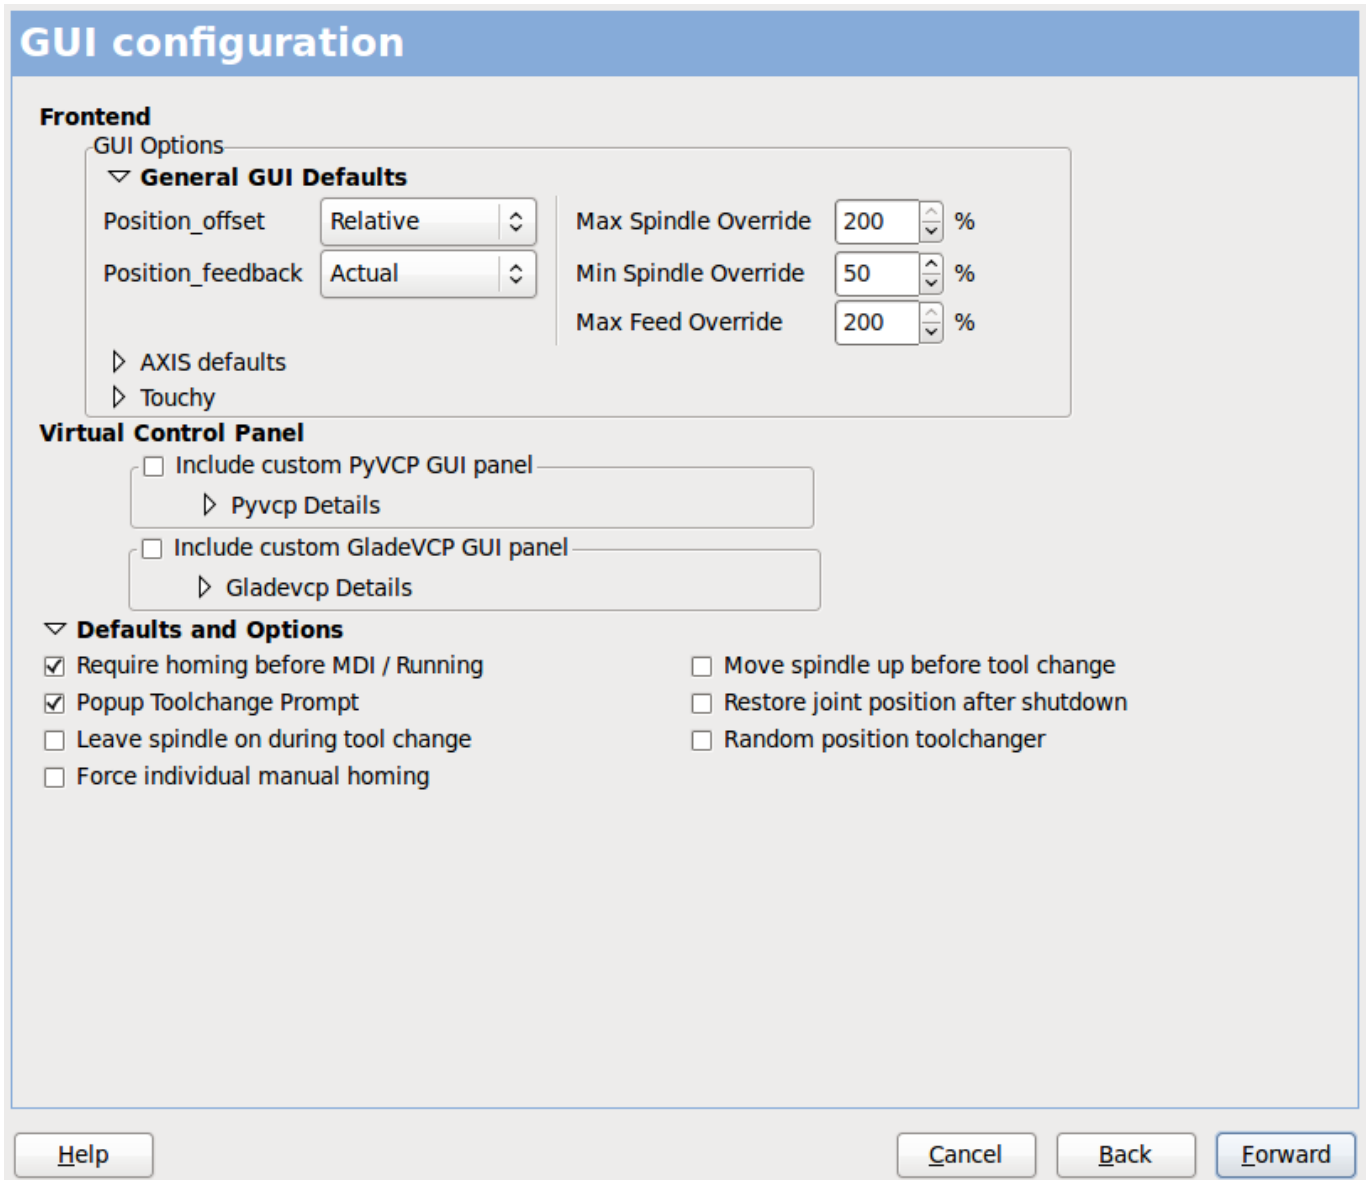 GUI configuration
Frontend
GUI Options
General GUI Defaults
Position_offset Relative Max Spindle Override 200 %
Position_feedback Actual Min Spindle Override 50 %
Max Feed Override 200 %
AXIS defaults
Touchy
Virtual Control Panel
Include custom PyVCP GUI panel
Pyvcp Details
Include custom GladeVCP GUI panel
Gladevcp Details
Defaults and Options
Require homing before MDI / Running Move spindle up before tool change
Popup Toolchange Prompt Restore joint position after shutdown
Leave spindle on during tool change Random position toolchanger
Force individual manual homing
Help Cancel Back Forward